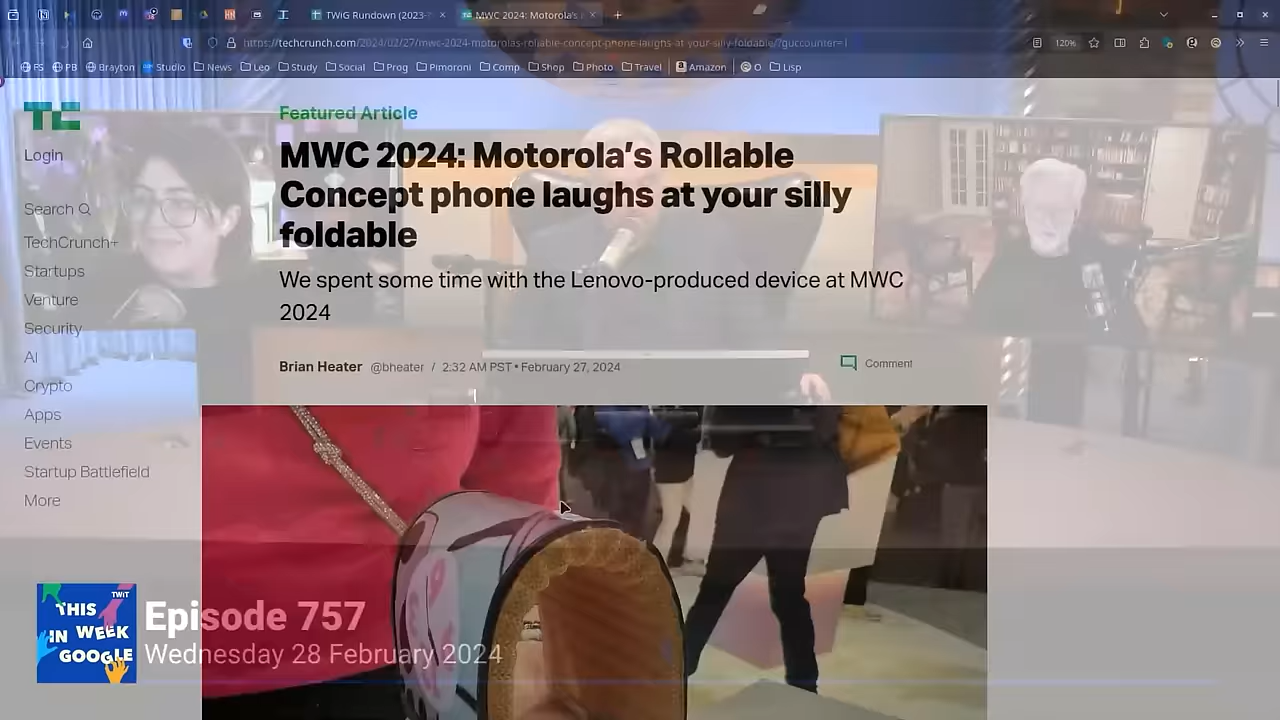 TWiG Rundown (2023-
MWC 2024: Motorola's
https://techcrunch.com/2024/02/27/mwc-2024-motorolas-reliable-concept-phone-laughs-at-your-silly-foldable/?guccounter=1
120%
FS PB Brayton Studio News Leo Study Social Prog Pimoroni Comp Shop Photo Travel Amazon O Lisp
TC
Login
Search
TechCrunch+
Startups
Venture
Security
AI
Crypto
Apps
Events
Startup Battlefield
More
Featured Article
MWC 2024: Motorola’s Rollable
Concept phone laughs at your silly
foldable
We spent some time with the Lenovo-produced device at MWC
2024
Brian Heater @bheater / 2:32 AM PST • February 27, 2024
Comment
TWiT
THIS
IN WEEK
GOOGLE
Episode 757
Wednesday 28 February 2024